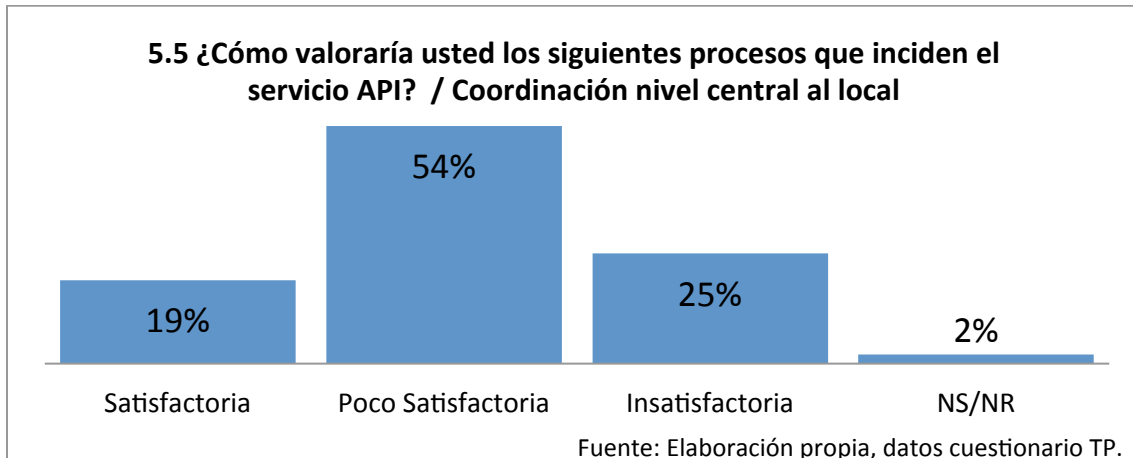 5.5 ¿Cómo valoraría usted los siguientes procesos que inciden el
servicio API?  / Coordinación nivel central al local
54%
25%
19%
2%
Satisfactoria
Poco Satisfactoria
Insatisfactoria
NS/NR
Fuente: Elaboración propia, datos cuestionario TP.